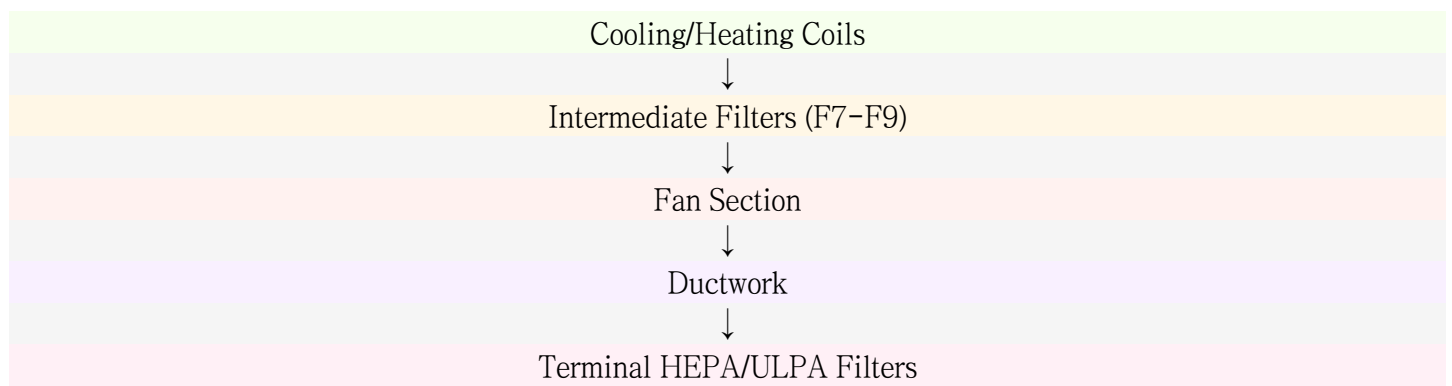 Cooling/Heating Coils
↓
Intermediate Filters (F7-F9)
↓
Fan Section
↓
Ductwork
↓
Terminal HEPA/ULPA Filters